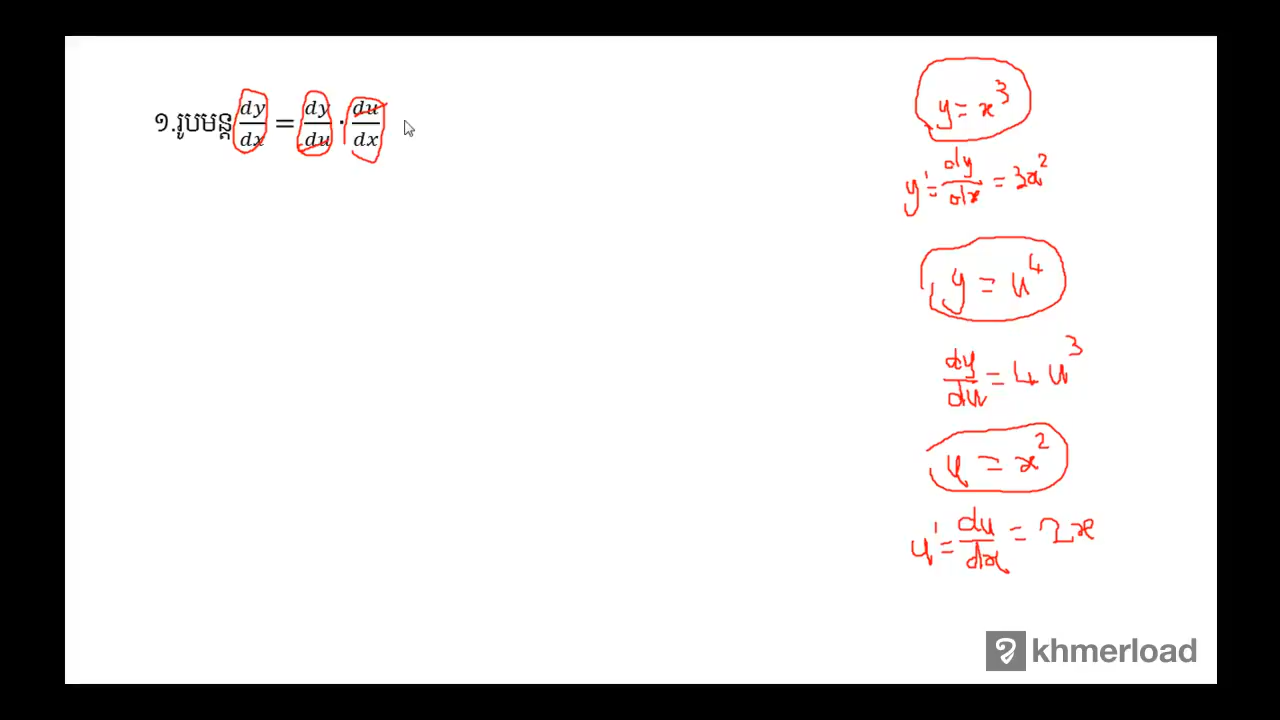 ១.រូបមន្ត dy/dx = dy/du · du/dx
y = x³
y' = dy/dx = 3x²
y = u⁴
dy/du = 4u³
u = x²
u' = du/dx = 2x
khmerload